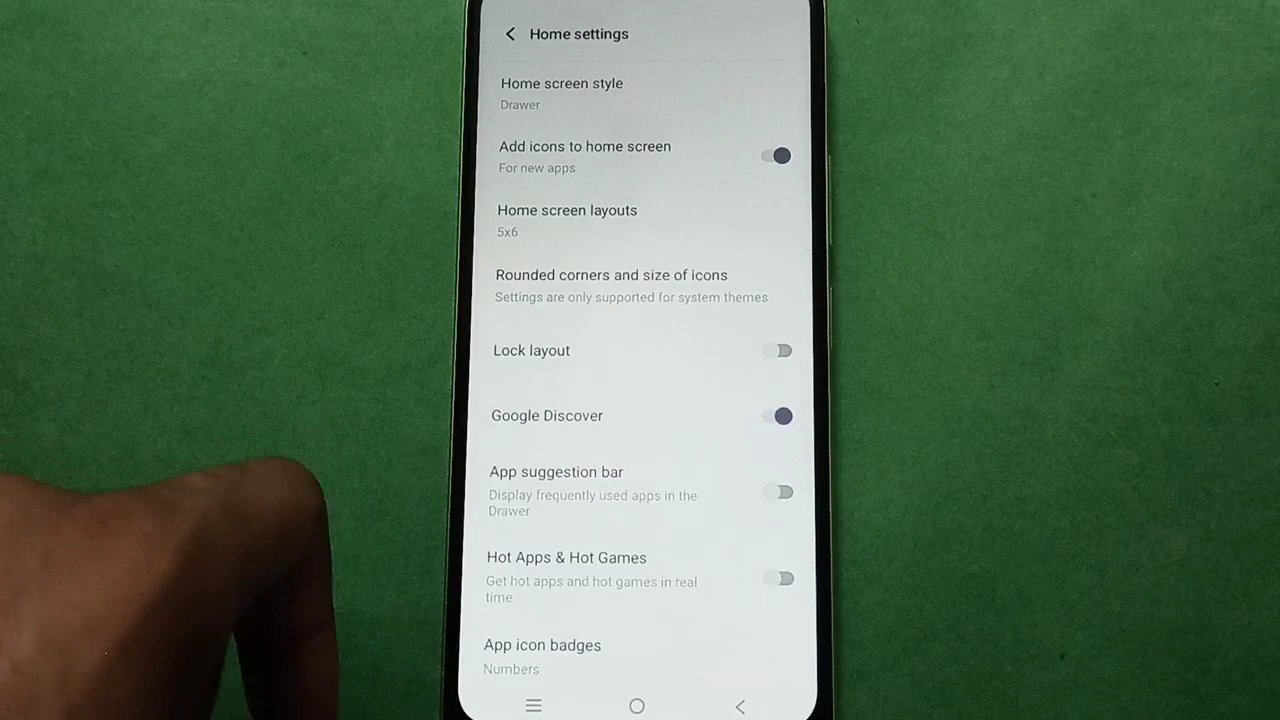 Home settings
Home screen style
Drawer
Add icons to home screen
For new apps
Home screen layouts
5x6
Rounded corners and size of icons
Settings are only supported for system themes
Lock layout
Google Discover
App suggestion bar
Display frequently used apps in the
Drawer
Hot Apps & Hot Games
Get hot apps and hot games in real
time
App icon badges
Numbers